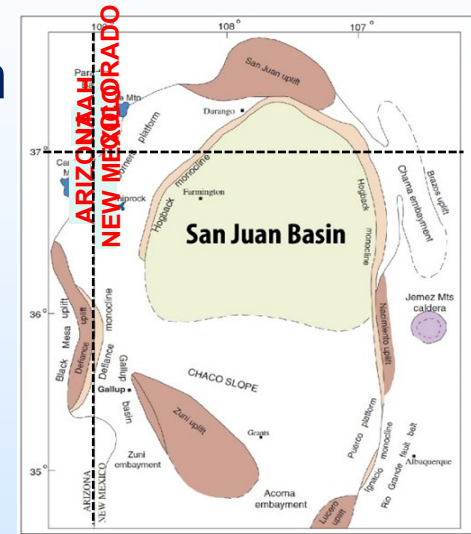 108
107
San Juan uplift
Durango
Mtn
platform
37
ARIZONA
NEW MEXICO
Hogback monocline
Farmington
San Juan Basin
Hogback
monocline
Chama embayment
Brazos uplift
36
Black Mesa uplift
Defiance uplift
Defiance monocline
Nacimiento uplift
Jemez Mts
caldera
Gallup
Gallup
basin
CHACO SLOPE
Zuni uplift
Grants
Zuni
embayment
Puerco platform
Ignacio monocline
Rio Grande fault belt
Albuquerque
35
ARIZONA
NEW MEXICO
Acoma
embayment
Lucero
uplift